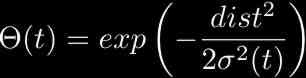 Θ(t) = exp(−dist²/2σ²(t))